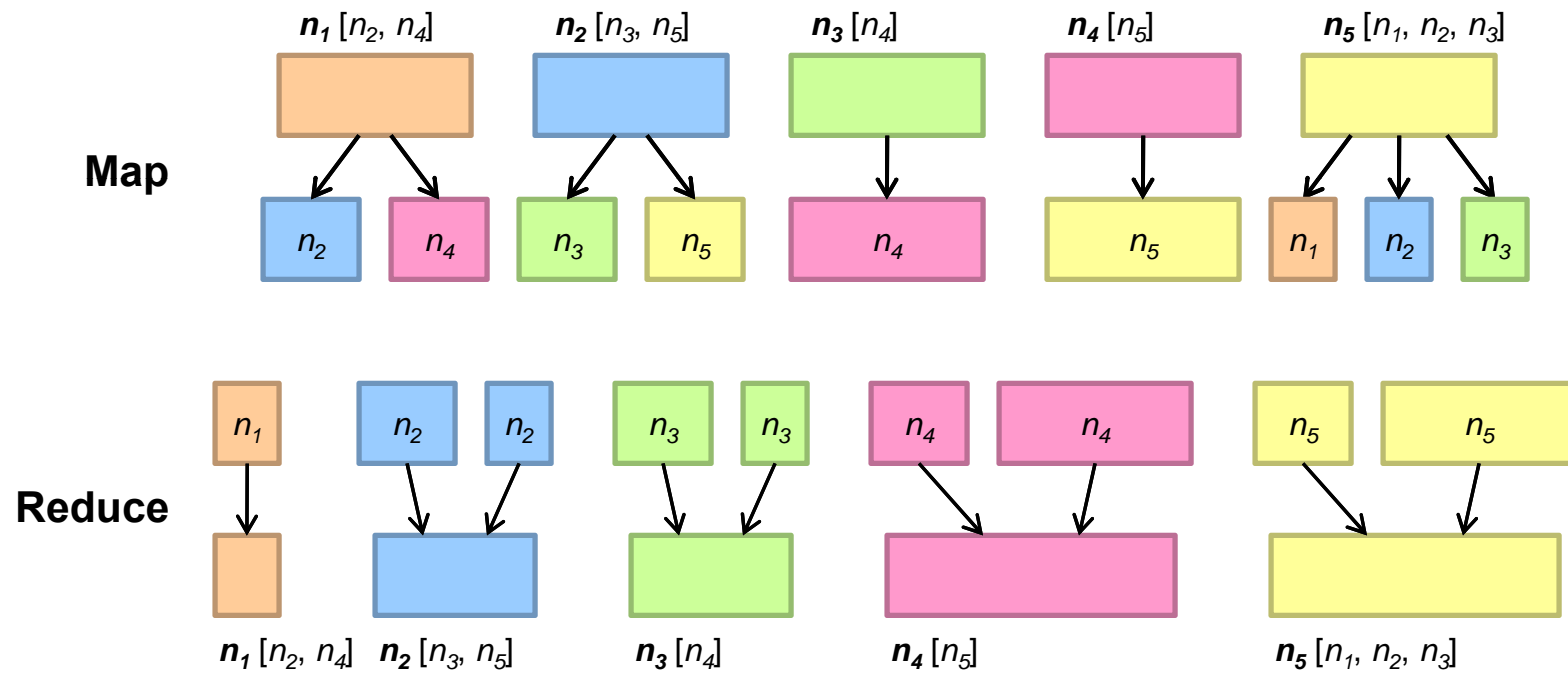 n₁ [n₂, n₄] n₂ [n₃, n₅] n₃ [n₄] n₄ [n₅] n₅ [n₁, n₂, n₃]
Map
n₂ n₄ n₃ n₅ n₄ n₅ n₁ n₂ n₃
n₁ n₂ n₂ n₃ n₃ n₄ n₄ n₅ n₅
Reduce
n₁ [n₂, n₄] n₂ [n₃, n₅] n₃ [n₄] n₄ [n₅] n₅ [n₁, n₂, n₃]